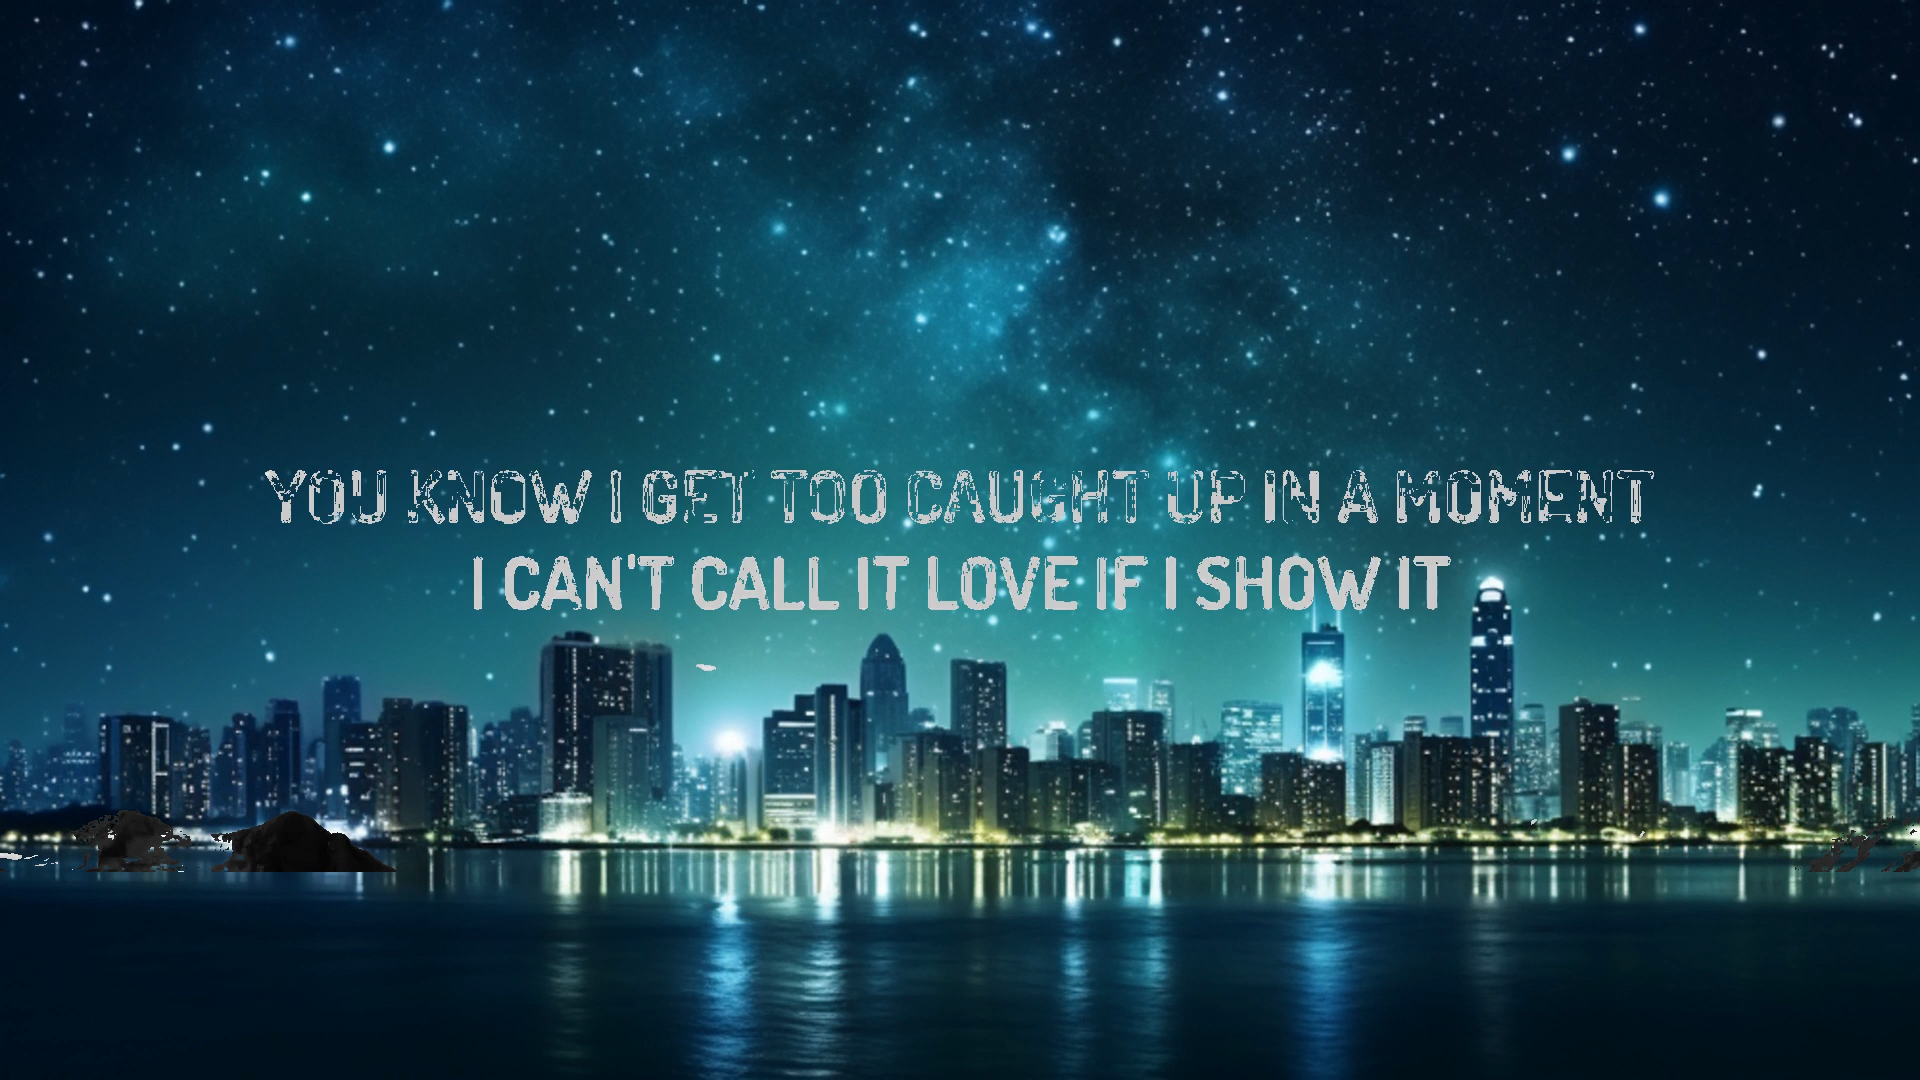 YOU KNOW I GET TOO CAUGHT UP IN A MOMENT
I CAN'T CALL IT LOVE IF I SHOW IT